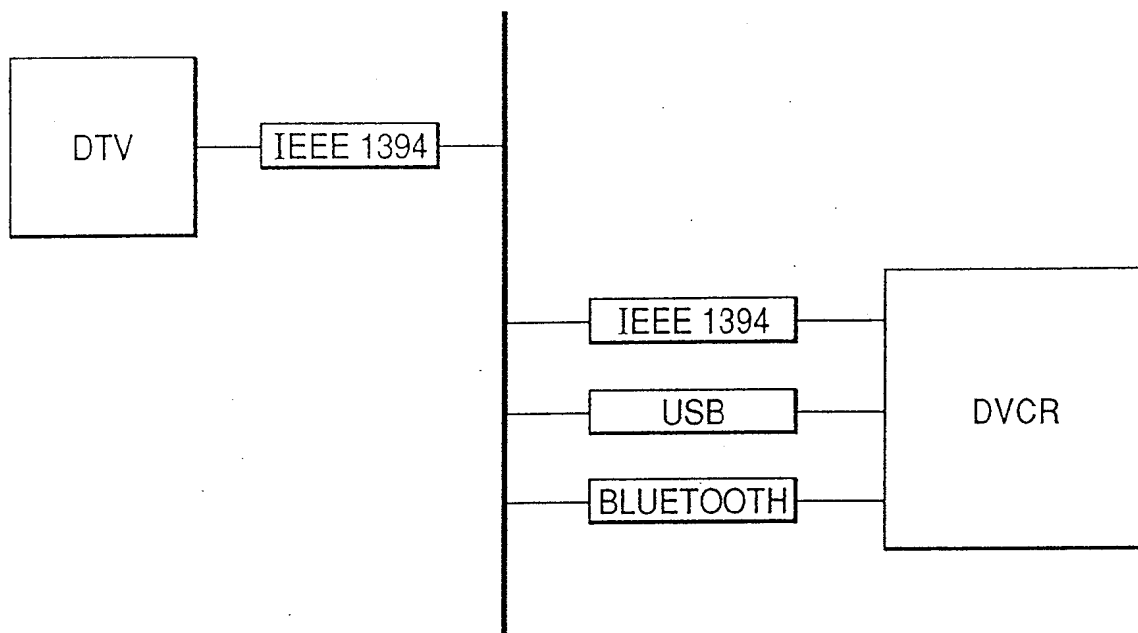 DTV
IEEE 1394
IEEE 1394
USB
DVCR
BLUETOOTH